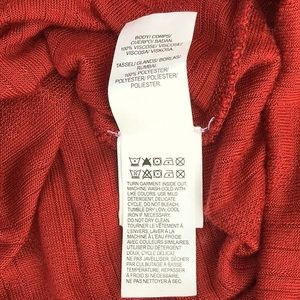 BODY/ CORPS/
CUERPO/ BADAN.
100% VISCOSE/ VISCOSA/
VISKOSA.
TASSEL/ GLANDS/ BORLAS/
RUMBAI
100% POLYESTER/
POLYESTER/ POLIÉSTER/
POLIESTER.
TURN GARMENT INSIDE OUT,
MACHINE WASH COLD WITH
LIKE COLORS. USE MILD
DETERGENT, DELICATE
CYCLE. DO NOT BLEACH.
TUMBLE DRY LOW, COOL
IRON IF NECESSARY.
DO NOT DRY CLEAN.
TOURNER LE VÊTEMENT À
L'ENVERS. LAVER À LA
MACHINE À L'EAU FROIDE
AVEC COULEURS SIMILAIRES,
UTILISER DU DÉTERGENT
DOUX, CYCLE DÉLICAT
NE PAS JAVELLISER. SÉCHER
PAR CULBUTAGE À BASSE
TEMPÉRATURE, REPASSER
À FROID SI NÉCESSAIRE.
NE PAS NETTOYER À SEC.